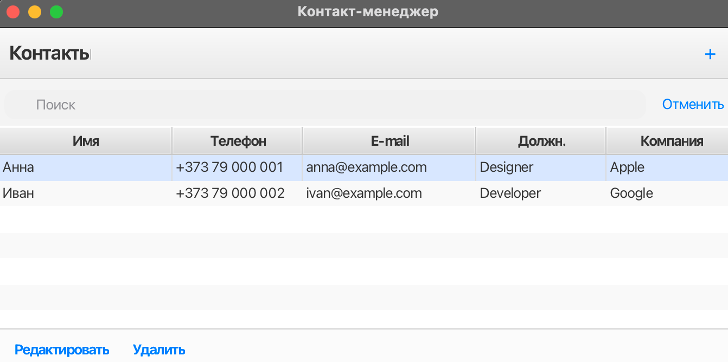 Контакт-менеджер
Контакты
+
Поиск
Отменить
Имя Телефон E-mail Должн. Компания
Анна +373 79 000 001 anna@example.com Designer Apple
Иван +373 79 000 002 ivan@example.com Developer Google
Редактировать Удалить